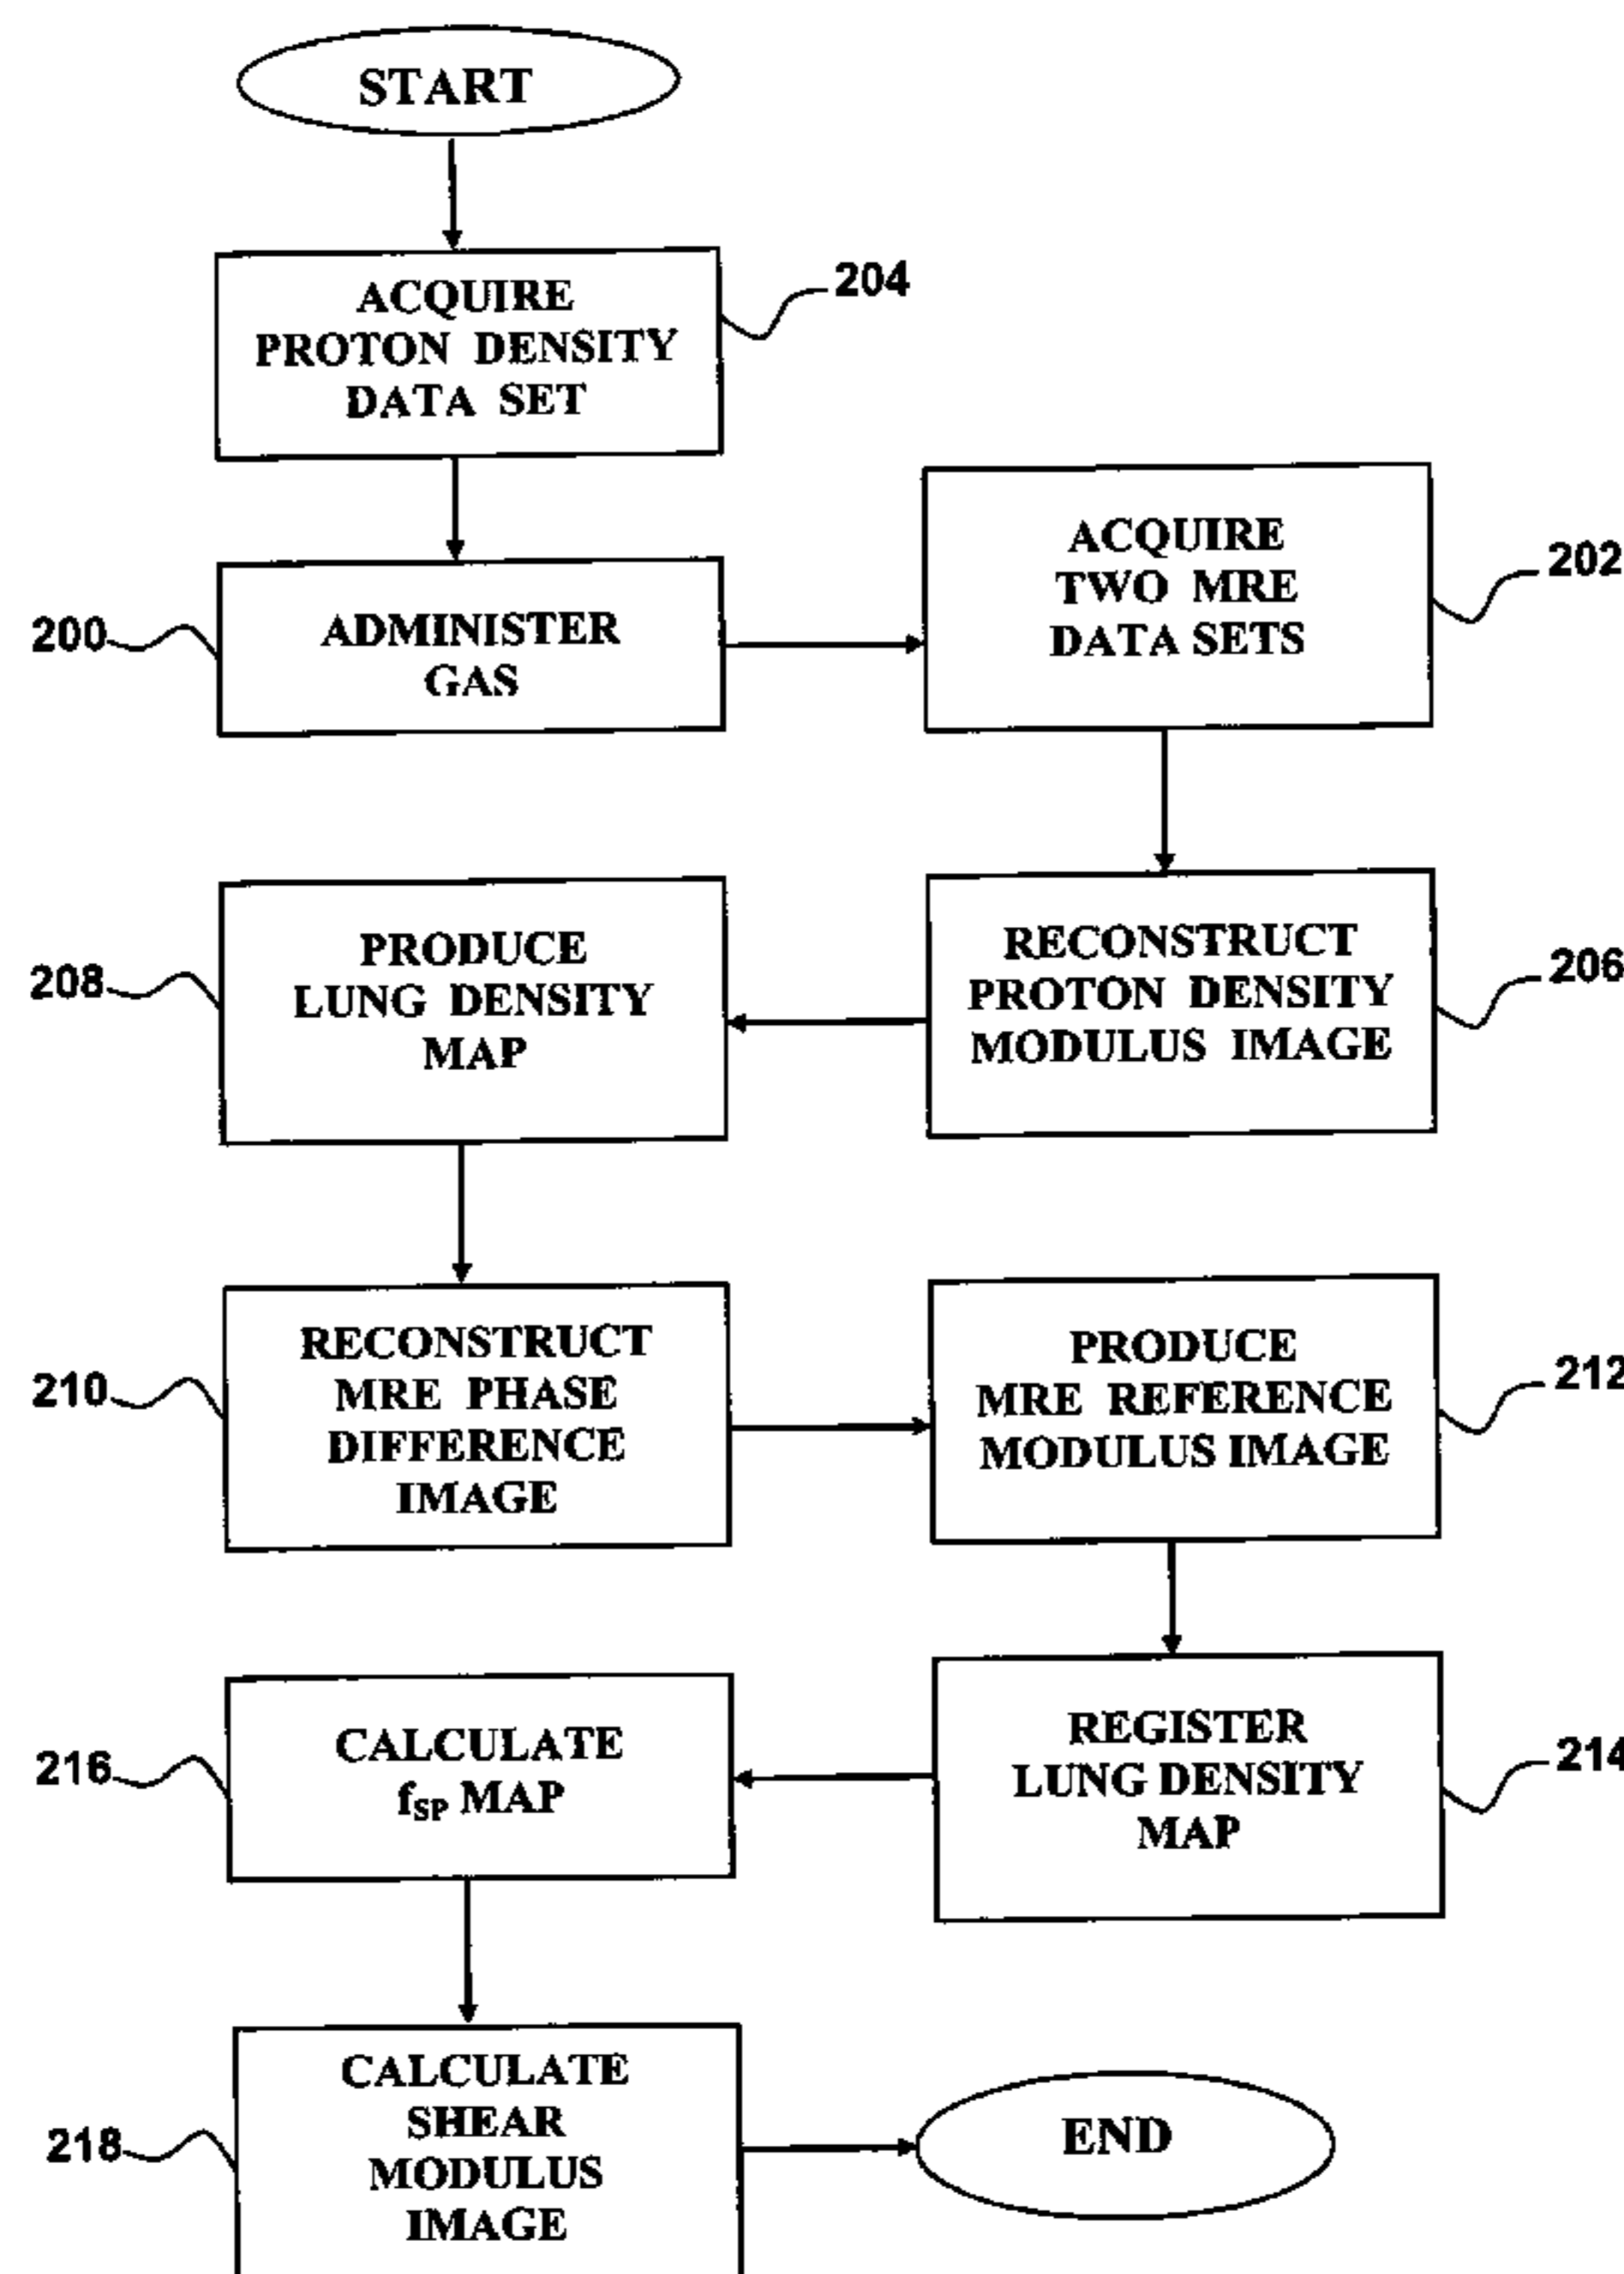 START
ACQUIRE
PROTON DENSITY
DATA SET
204
ADMINISTER
GAS
200
ACQUIRE
TWO MRE
DATA SETS
202
RECONSTRUCT
PROTON DENSITY
MODULUS IMAGE
206
PRODUCE
LUNG DENSITY
MAP
208
RECONSTRUCT
MRE PHASE
DIFFERENCE
IMAGE
210
PRODUCE
MRE REFERENCE
MODULUS IMAGE
212
REGISTER
LUNG DENSITY
MAP
214
CALCULATE
fSP MAP
216
CALCULATE
SHEAR
MODULUS
IMAGE
218
END